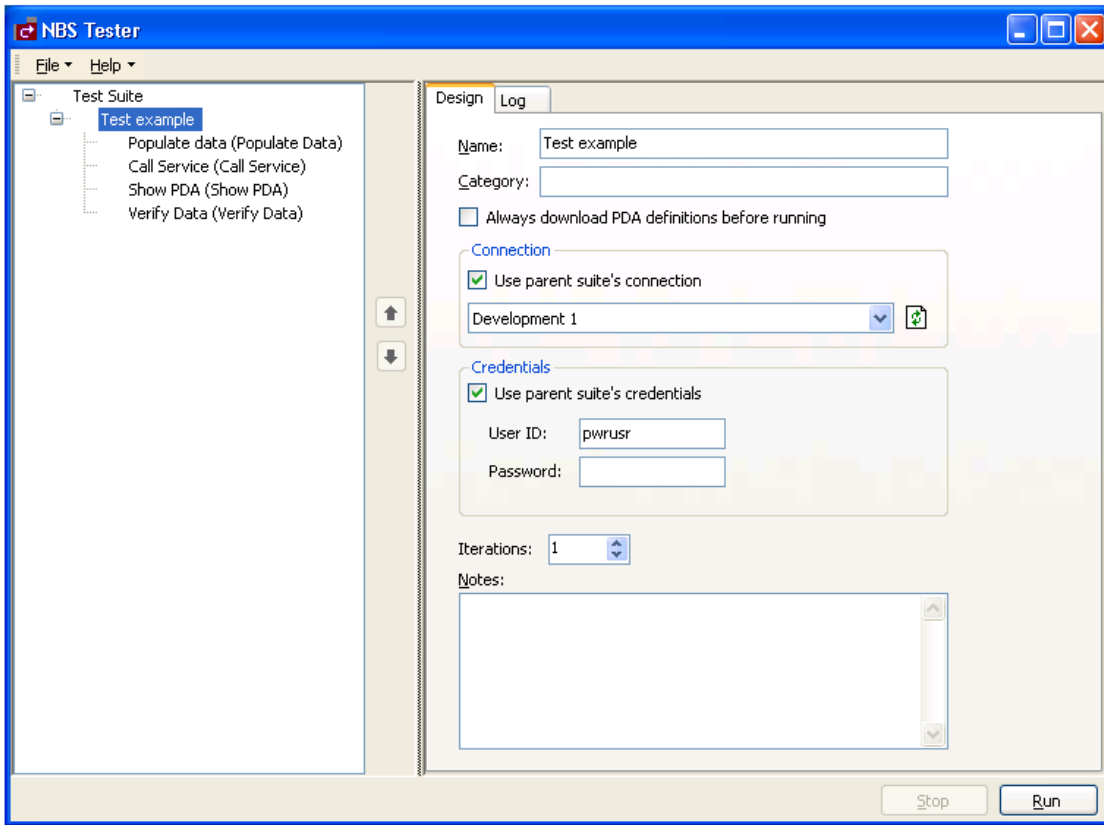 NBS Tester
File Help
Test Suite
Test example
Populate data (Populate Data)
Call Service (Call Service)
Show PDA (Show PDA)
Verify Data (Verify Data)
Design Log
Name: Test example
Category:
Always download PDA definitions before running
Connection
Use parent suite's connection
Development 1
Credentials
Use parent suite's credentials
User ID: pwrusr
Password:
Iterations: 1
Notes:
Stop Run